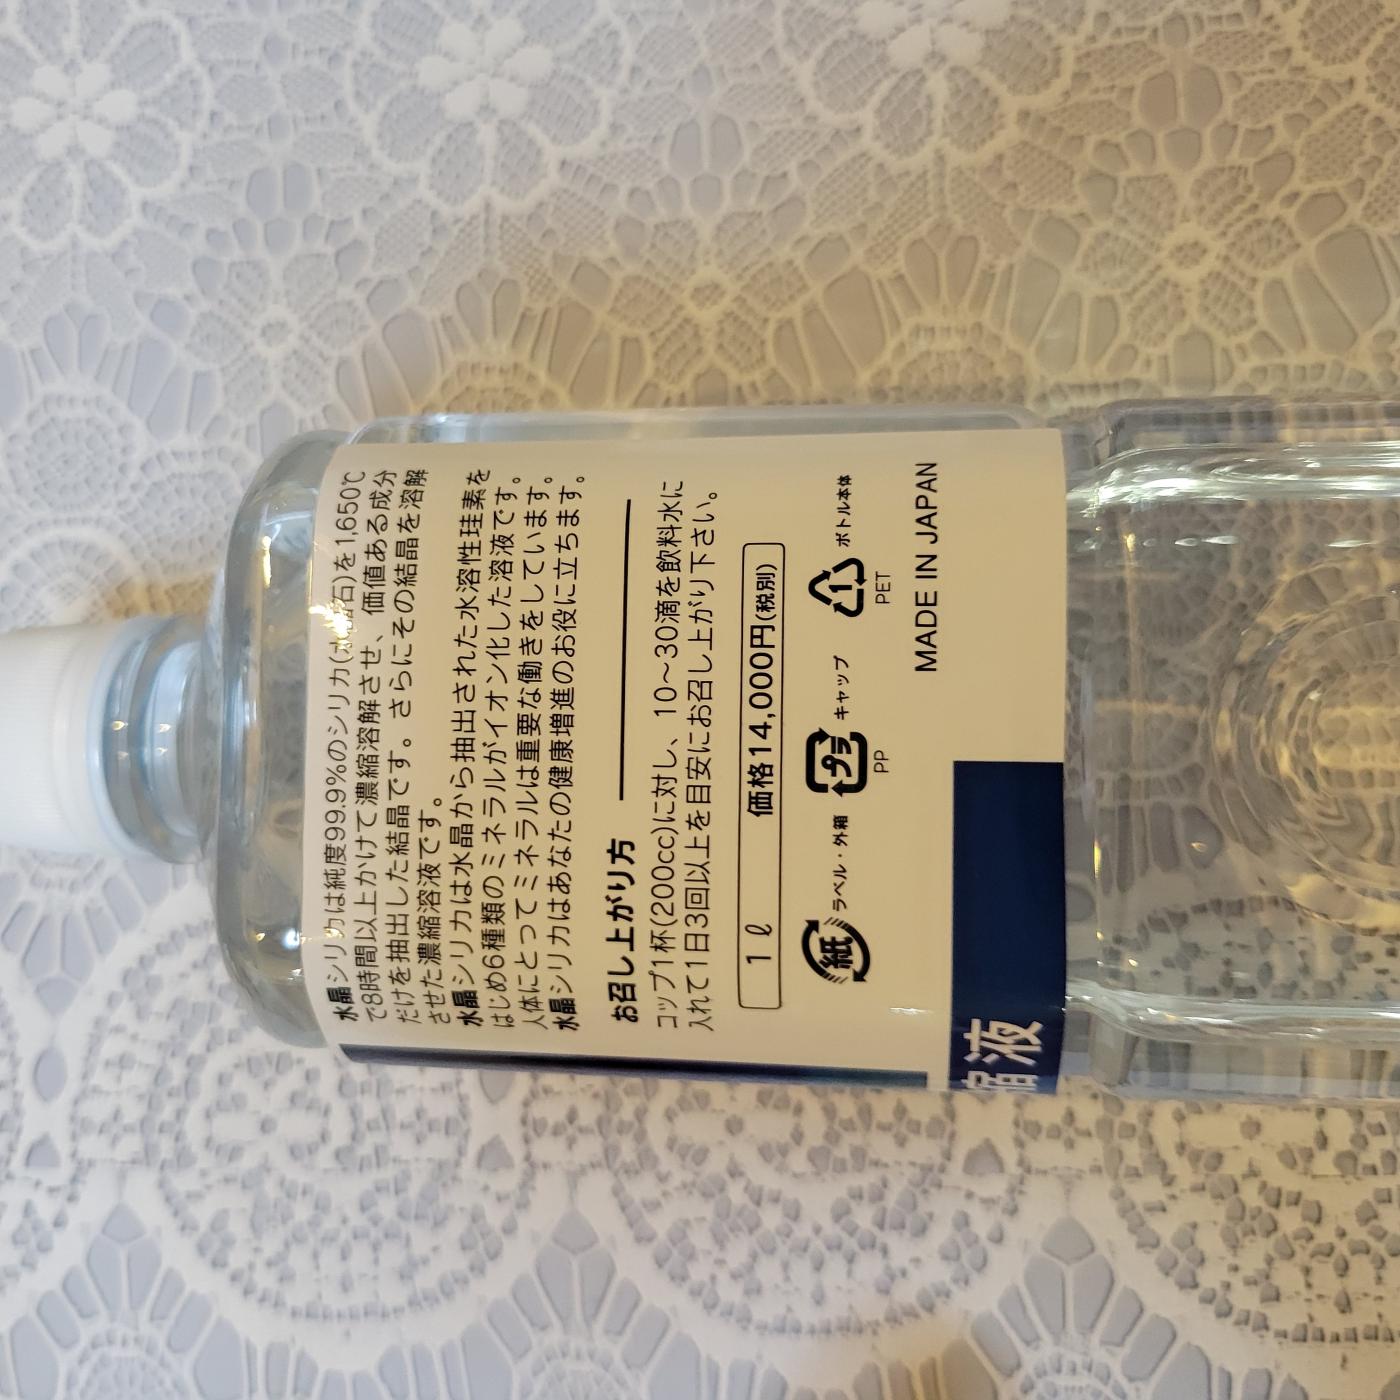 水晶シリカは純度99.9%のシリカ(水晶石)を1,650℃
で8時間以上かけて濃縮溶解させ、価値ある成分
だけを抽出した結晶です。さらにその結晶を溶解
させた濃縮溶液です。
水晶シリカは水晶から抽出された水溶性珪素を
はじめ6種類のミネラルがイオン化した溶液です。
人体にとってミネラルは重要な働きをしています。
水晶シリカはあなたの健康増進のお役に立ちます。
お召し上がり方
コップ1杯(200cc)に対し、10~30滴を飲料水に
入れて1日3回以上を目安にお召し上がり下さい。
1ℓ 価格14,000円(税別)
紙 ラベル・外箱 プラ キャップ 1 ボトル本体
PP PET
MADE IN JAPAN
縮液